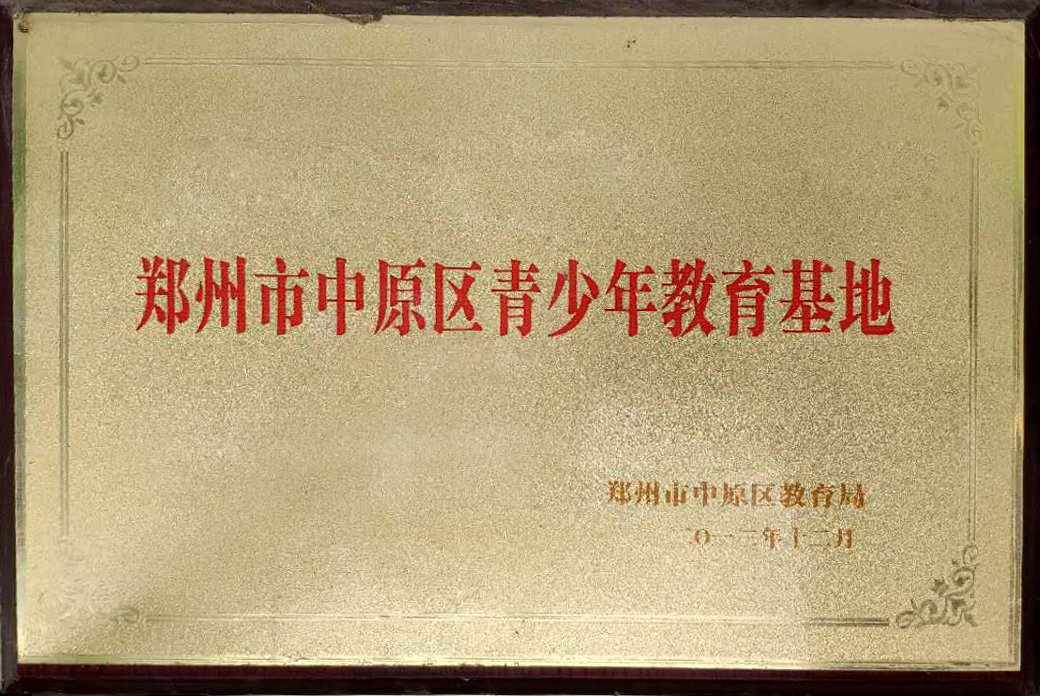 郑州市中原区青少年教育基地
郑州市中原区教育局
二〇一三年十二月